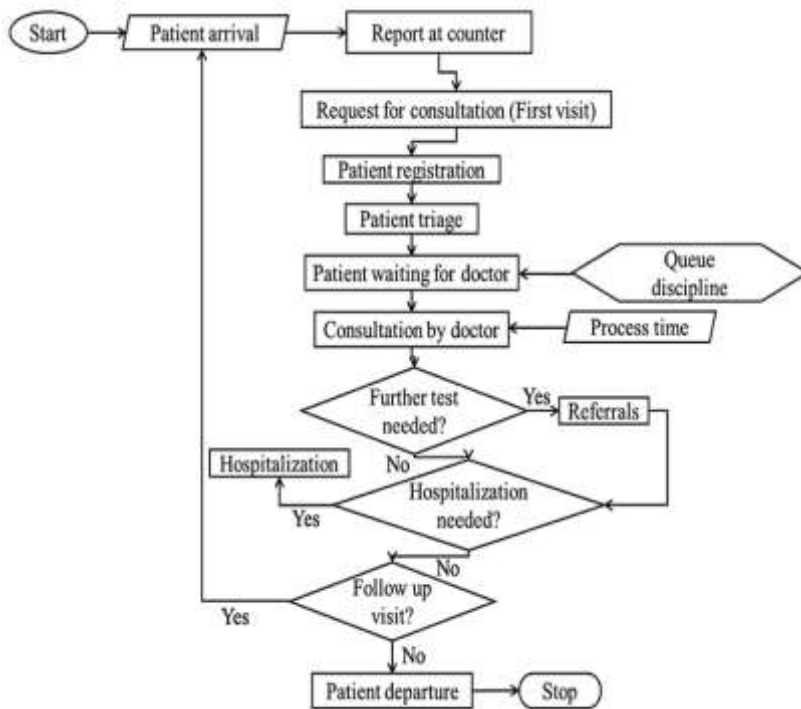 Start
Patient arrival
Report at counter
Request for consultation (First visit)
Patient registration
Patient triage
Patient waiting for doctor
Queue
discipline
Consultation by doctor
Process time
Further test
needed?
Yes
Referrals
No
Hospitalization
Hospitalization
needed?
Yes
No
Follow up
visit?
Yes
No
Patient departure
Stop